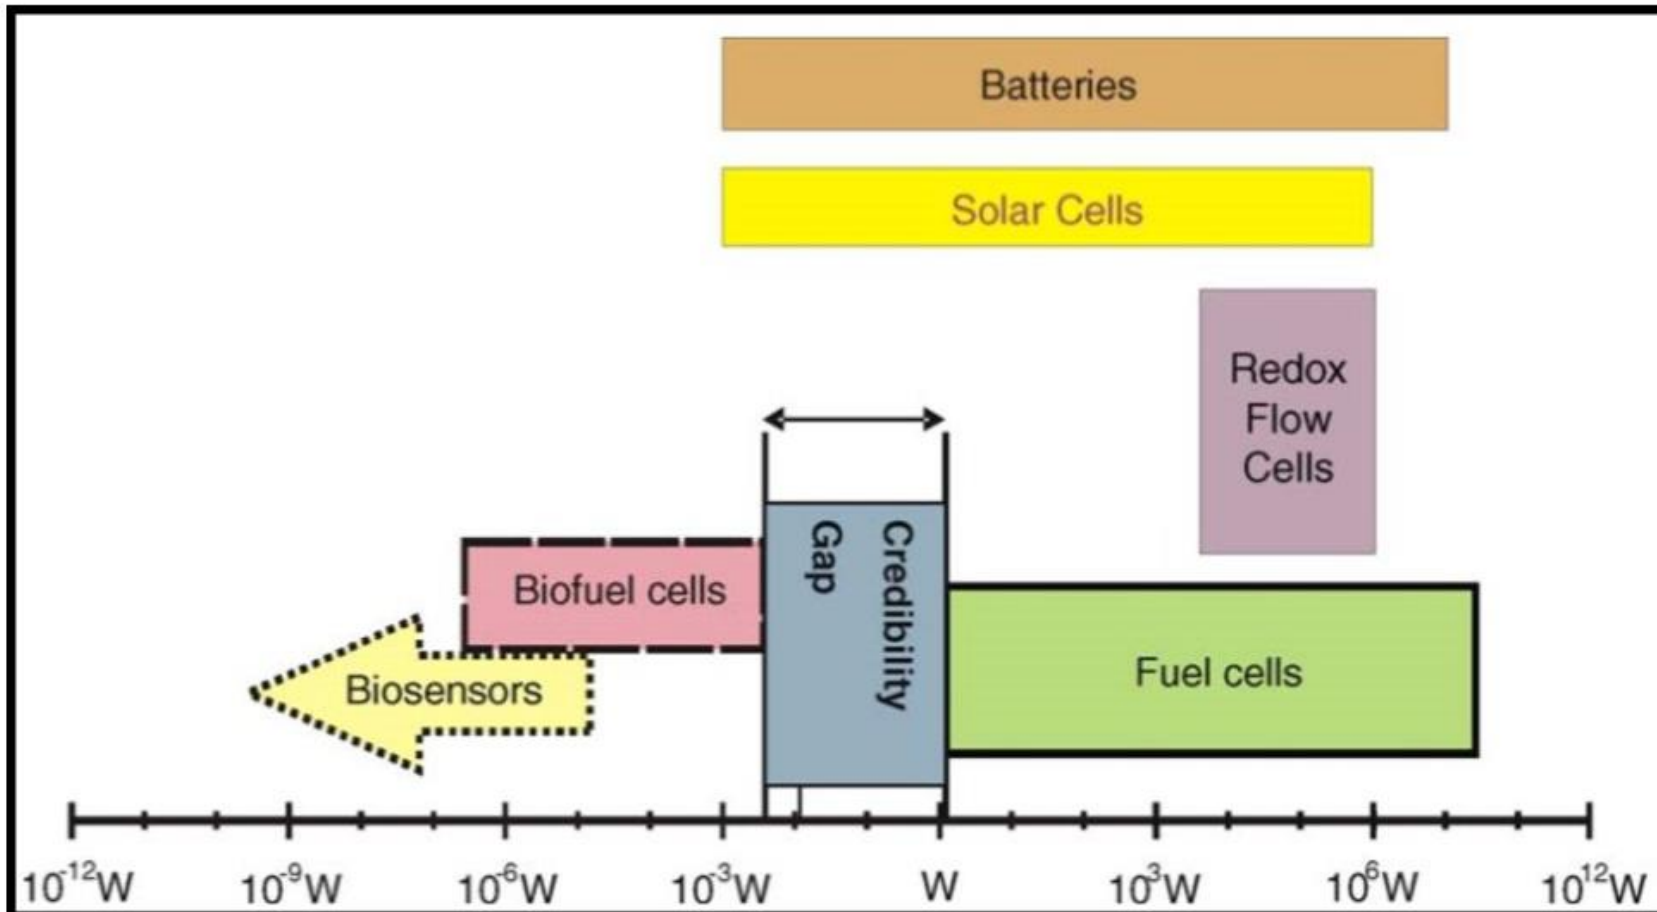 Batteries
Solar Cells
Redox
Flow
Cells
Credibility
Gap
Biofuel cells
Biosensors
Fuel cells
10⁻¹²W
10⁻⁹W
10⁻⁶W
10⁻³W
W
10³W
10⁶W
10¹²W